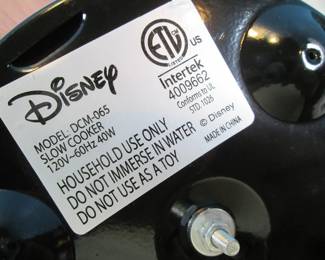 Disney
MODEL: DCM-065
SLOW COOKER
120V~60Hz 40W
ETL
LISTED
US
Intertek
4009662
Conforms to UL
STD. 1026
© Disney
MADE IN CHINA
HOUSEHOLD USE ONLY
DO NOT IMMERSE IN WATER
DO NOT USE AS A TOY